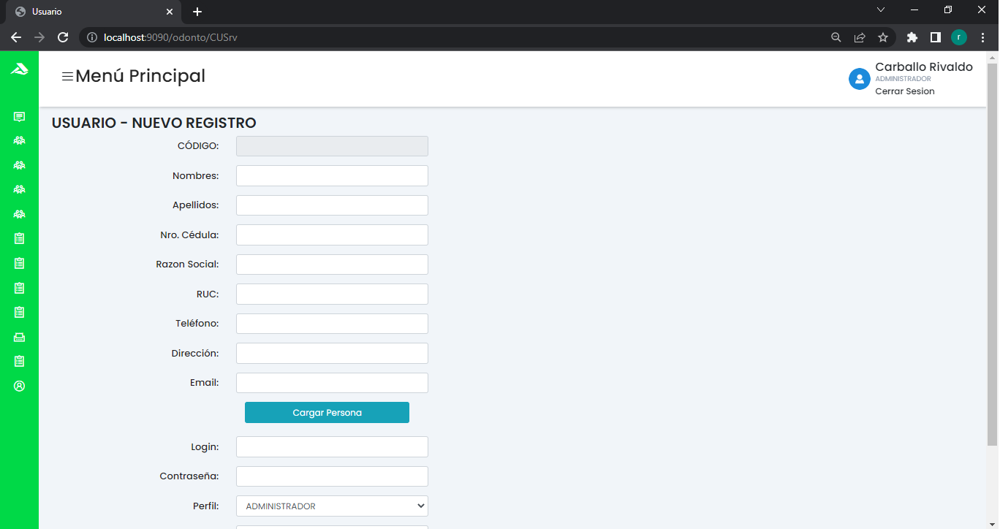 Usuario
localhost:9090/odonto/CUSrv
r
Menú Principal
Carballo Rivaldo
ADMINISTRADOR
Cerrar Sesion
USUARIO - NUEVO REGISTRO
CÓDIGO:
Nombres:
Apellidos:
Nro. Cédula:
Razon Social:
RUC:
Teléfono:
Dirección:
Email:
Cargar Persona
Login:
Contraseña:
Perfil: ADMINISTRADOR